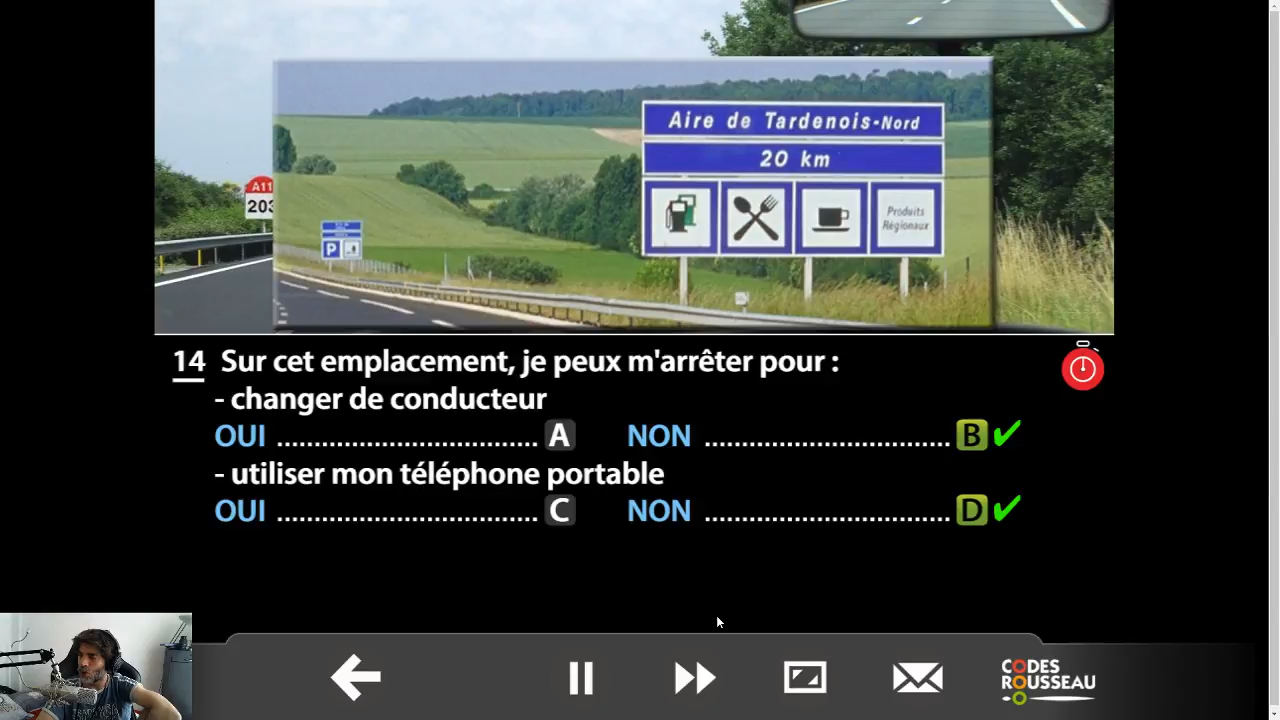 Aire de Tardenois-Nord
20 km
Produits
Régionaux
A11
203
P
14 Sur cet emplacement, je peux m'arrêter pour :
- changer de conducteur
OUI ................................... A NON ................................. B
- utiliser mon téléphone portable
OUI ................................... C NON ................................. D
CODES
ROUSSEAU